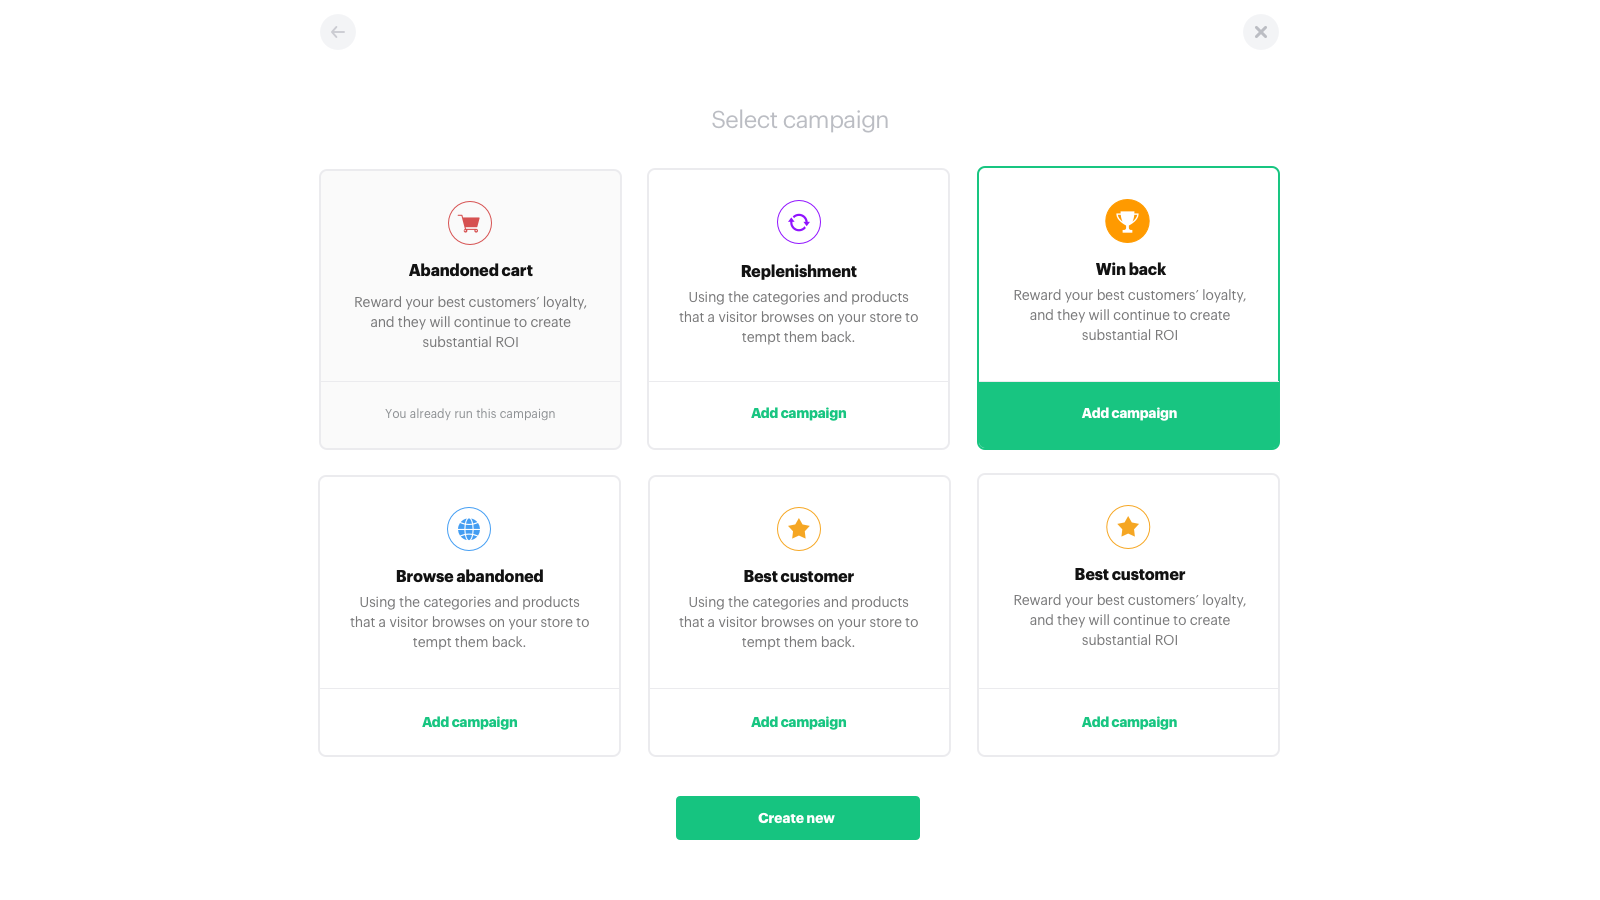 Select campaign
Abandoned cart
Reward your best customers’ loyalty,
and they will continue to create
substantial ROI
You already run this campaign
Replenishment
Using the categories and products
that a visitor browses on your store to
tempt them back.
Add campaign
Win back
Reward your best customers’ loyalty,
and they will continue to create
substantial ROI
Add campaign
Browse abandoned
Using the categories and products
that a visitor browses on your store to
tempt them back.
Add campaign
Best customer
Using the categories and products
that a visitor browses on your store to
tempt them back.
Add campaign
Best customer
Reward your best customers’ loyalty,
and they will continue to create
substantial ROI
Add campaign
Create new